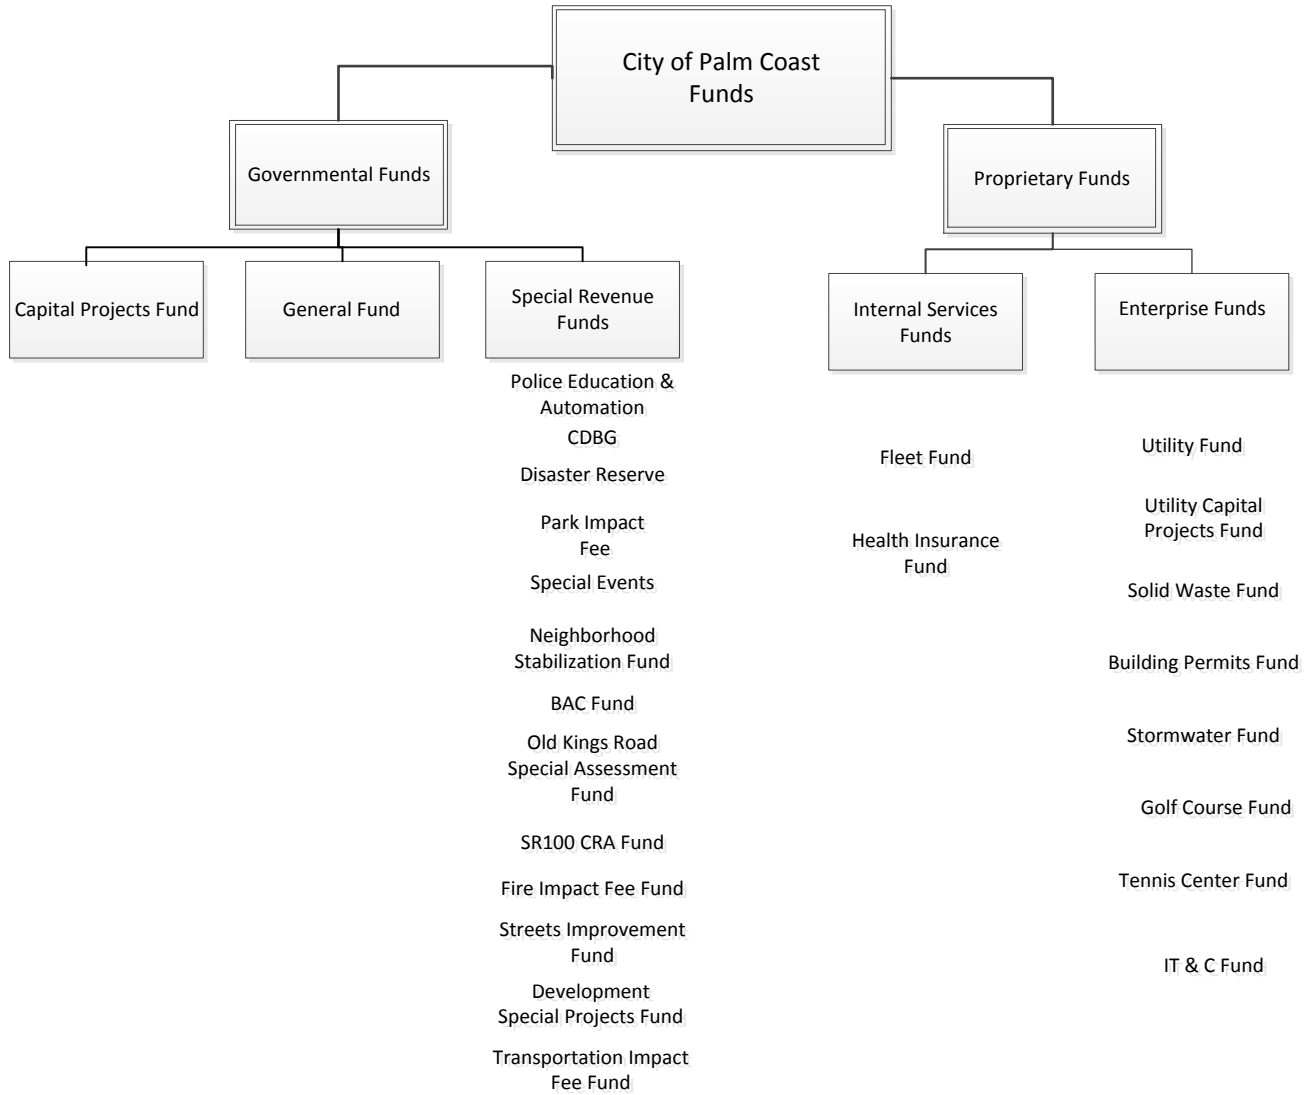 City of Palm Coast
Funds
Governmental Funds
Proprietary Funds
Capital Projects Fund
General Fund
Special Revenue
Funds
Internal Services
Funds
Enterprise Funds
Police Education &
Automation
CDBG
Disaster Reserve
Park Impact
Fee
Special Events
Neighborhood
Stabilization Fund
BAC Fund
Old Kings Road
Special Assessment
Fund
SR100 CRA Fund
Fire Impact Fee Fund
Streets Improvement
Fund
Development
Special Projects Fund
Transportation Impact
Fee Fund
Fleet Fund
Health Insurance
Fund
Utility Fund
Utility Capital
Projects Fund
Solid Waste Fund
Building Permits Fund
Stormwater Fund
Golf Course Fund
Tennis Center Fund
IT & C Fund